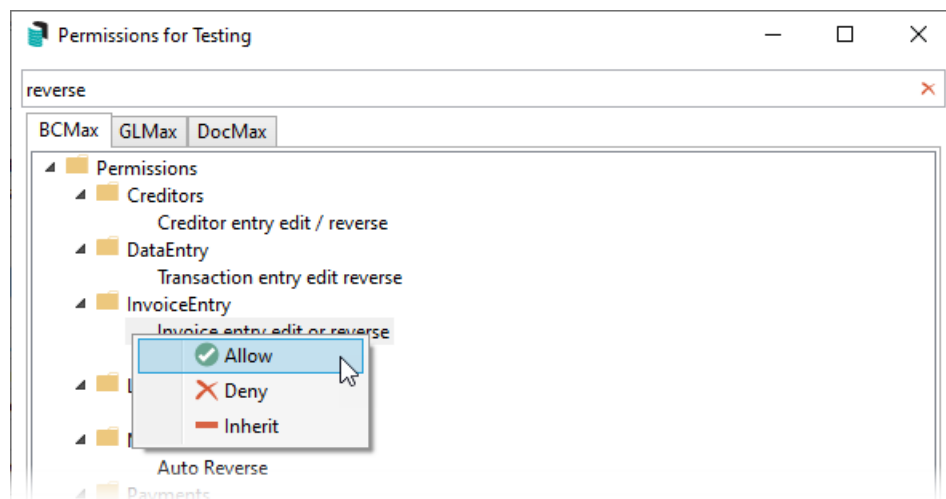 Permissions for Testing
reverse
BCMax GLMax DocMax
Permissions
Creditors
Creditor entry edit / reverse
DataEntry
Transaction entry edit reverse
InvoiceEntry
Invoice entry edit or reverse
Allow
Deny
Inherit
Auto Reverse
Payments